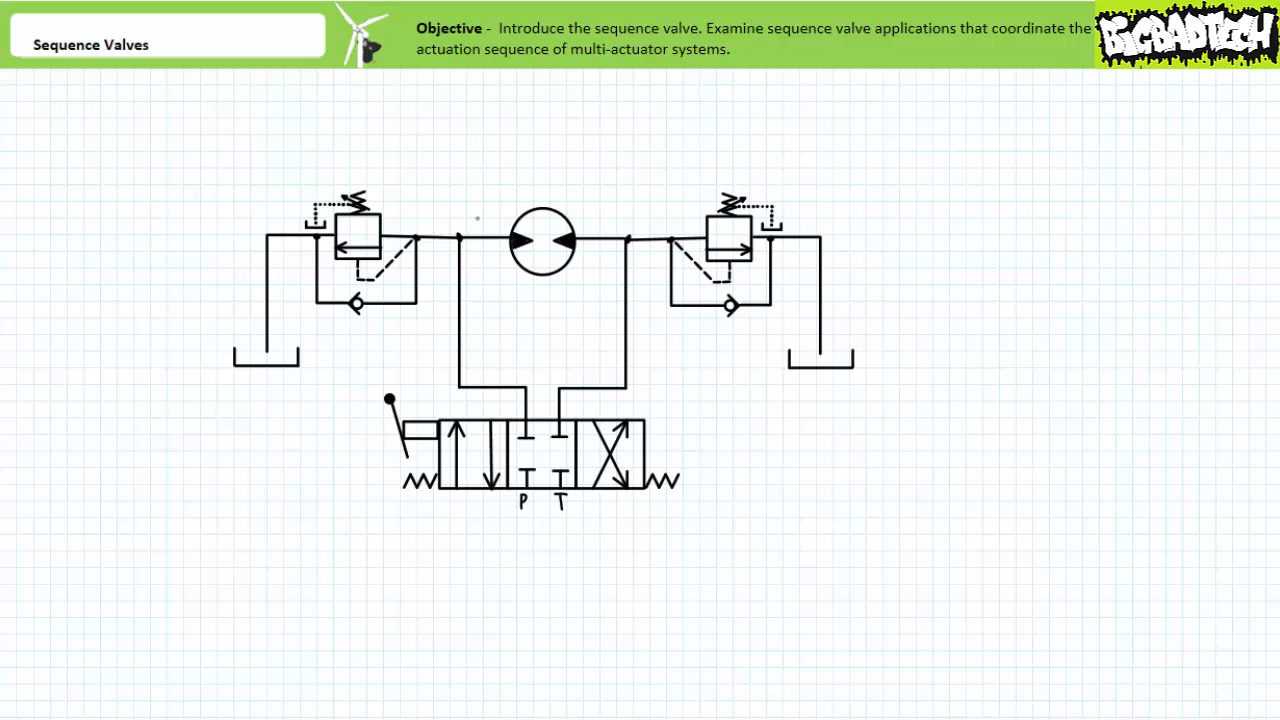 Sequence Valves
Objective - Introduce the sequence valve. Examine sequence valve applications that coordinate the
actuation sequence of multi-actuator systems.
BIGBADTECH
P T